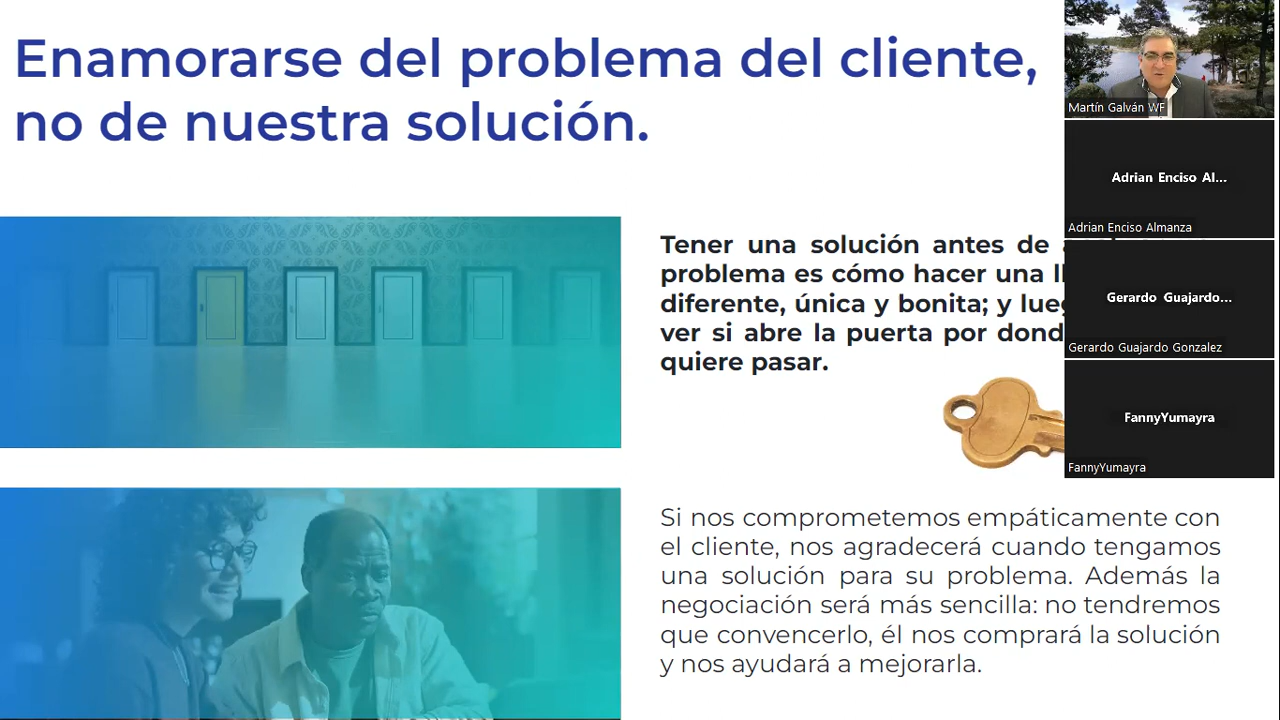 Enamorarse del problema del cliente,
no de nuestra solución.
Tener una solución antes de
problema es cómo hacer una
diferente, única y bonita; y
ver si abre la puerta por
quiere pasar.
Si nos comprometemos empáticamente con
el cliente, nos agradecerá cuando tengamos
una solución para su problema. Además la
negociación será más sencilla: no tendremos
que convencerlo, él nos comprará la solución
y nos ayudará a mejorarla.
Martín Galván WF
Adrian Enciso Al...
Adrian Enciso Almanza
Gerardo Guajardo...
Gerardo Guajardo Gonzalez
FannyYumayra
FannyYumayra